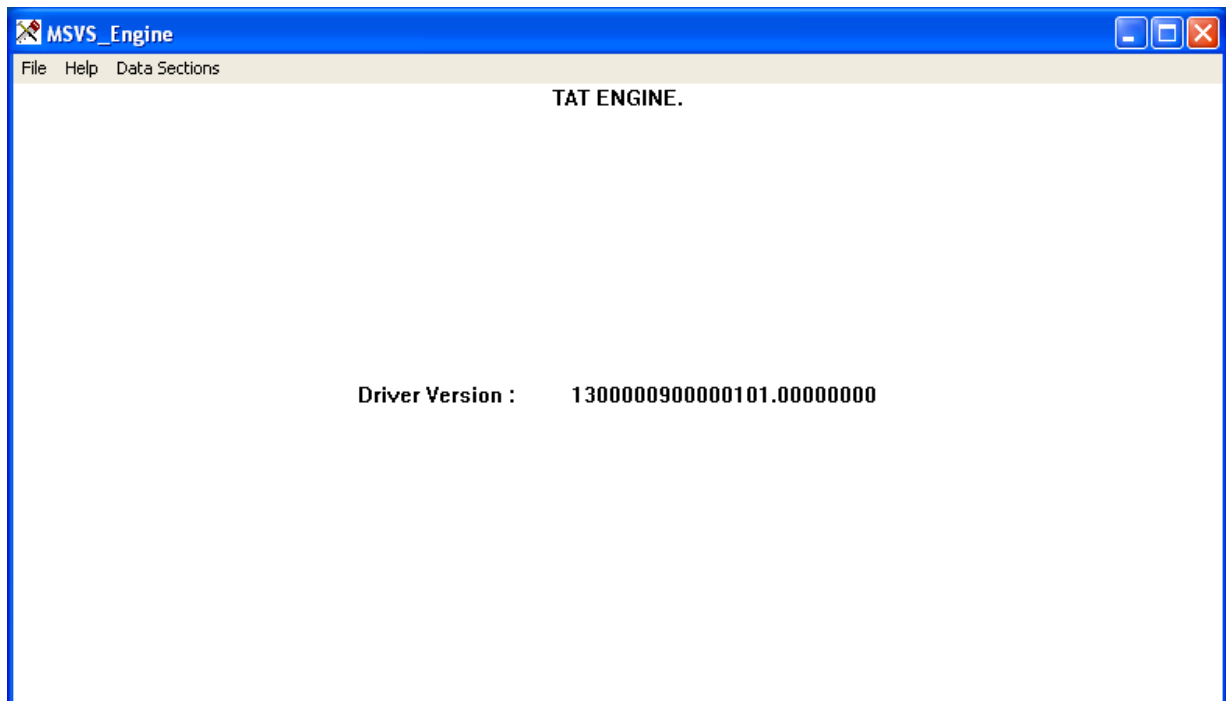 MSVS_Engine
File Help Data Sections
TAT ENGINE.
Driver Version : 1300000900000101.00000000